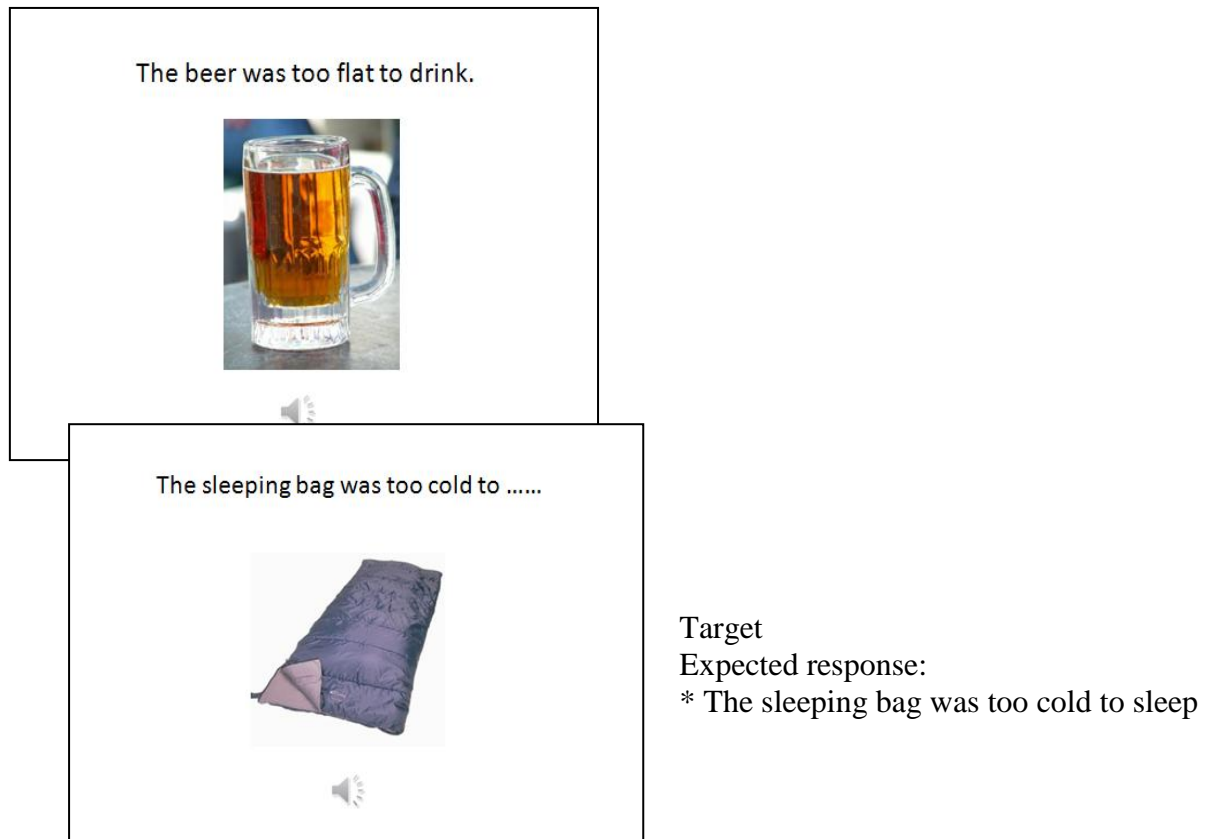 The beer was too flat to drink.
The sleeping bag was too cold to ......
Target
Expected response:
* The sleeping bag was too cold to sleep